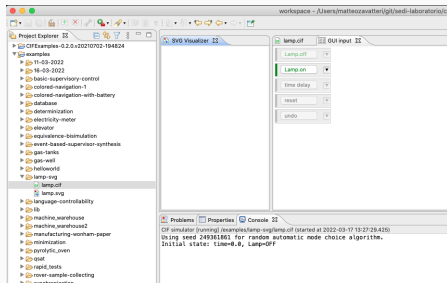 workspace - /Users/matteozavatteri/git/sedi-laboratorio/c
Project Explorer
CIFExamples-0.2.0.v20210702-194824
examples
11-03-2022
16-03-2022
basic-supervisory-control
colored-navigation-1
colored-navigation-with-battery
database
determinization
electricity-meter
elevator
equivalence-bisimulation
event-based-supervisor-synthesis
gas-tanks
gas-well
helloworld
lamp-svg
lamp.cif
lamp.svg
language-controllability
lib
machine_warehouse
machine_warehouse2
manufacturing-wonham-paper
minimization
pyrolytic_oven
qsat
rapid_tests
rover-sample-collecting
SVG Visualizer
lamp.cif
GUI input
Lamp.off
Lamp.on
time delay
reset
undo
Problems
Properties
Console
CIF simulator [running] /examples/lamp-svg/lamp.cif (started at 2022-03-17 13:27:29.425)
Using seed 249361861 for random automatic mode choice algorithm.
Initial state: time=0.0, Lamp=OFF